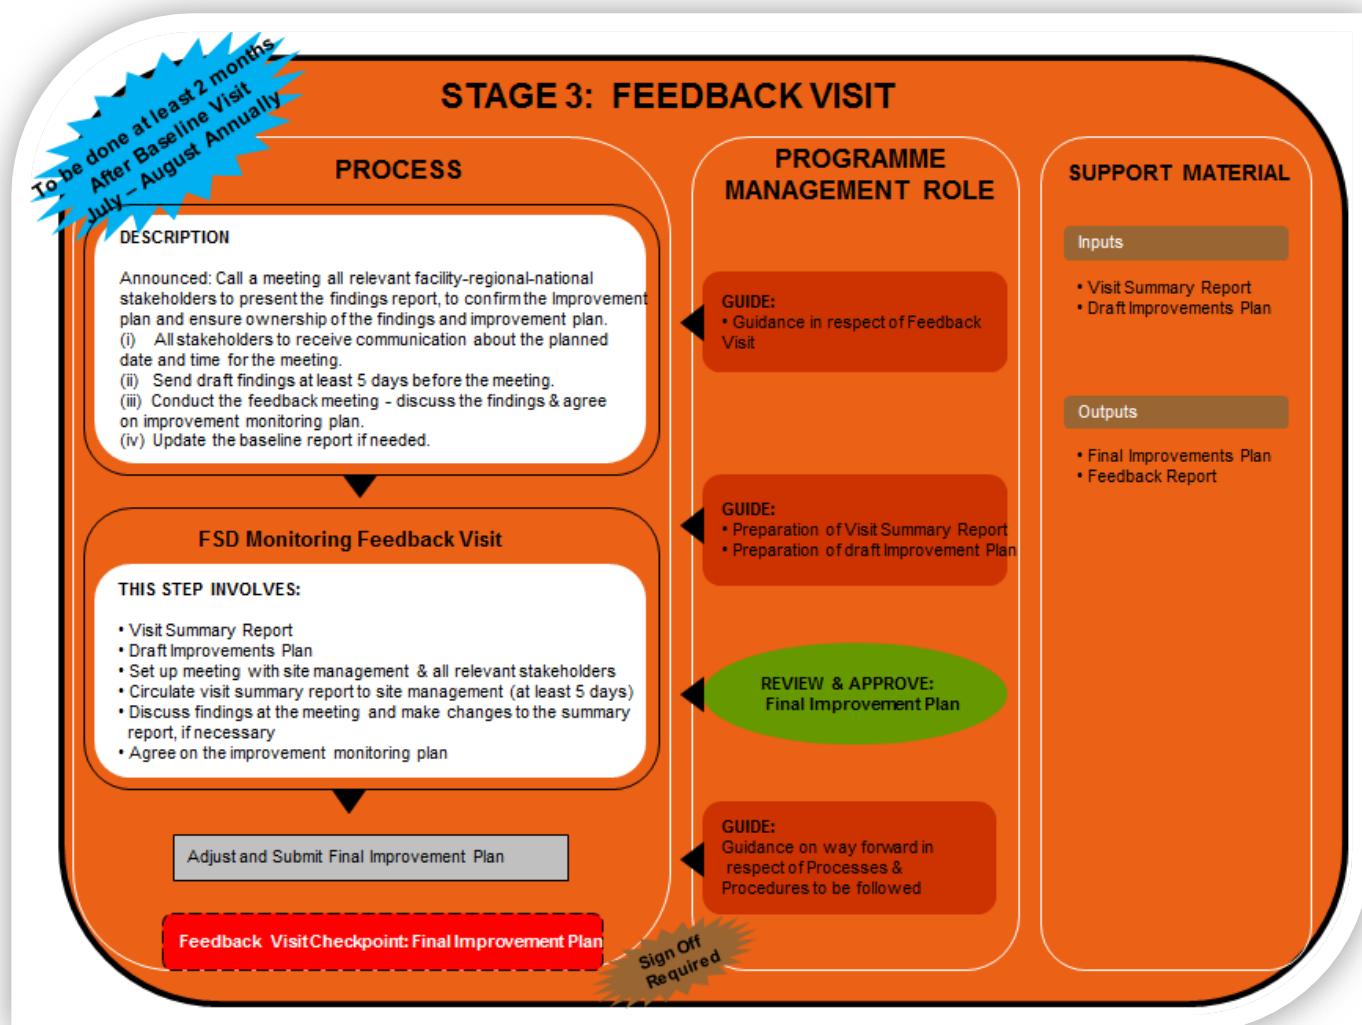 To be done at least 2 months
After Baseline Visit
July – August Annually
STAGE 3: FEEDBACK VISIT
PROCESS
DESCRIPTION
Announced: Call a meeting all relevant facility-regional-national
stakeholders to present the findings report, to confirm the Improvement
plan and ensure ownership of the findings and improvement plan.
(i) All stakeholders to receive communication about the planned
date and time for the meeting.
(ii) Send draft findings at least 5 days before the meeting.
(iii) Conduct the feedback meeting - discuss the findings & agree
on improvement monitoring plan.
(iv) Update the baseline report if needed.
FSD Monitoring Feedback Visit
THIS STEP INVOLVES:
• Visit Summary Report
• Draft Improvements Plan
• Set up meeting with site management & all relevant stakeholders
• Circulate visit summary report to site management (at least 5 days)
• Discuss findings at the meeting and make changes to the summary
report, if necessary
• Agree on the improvement monitoring plan
Adjust and Submit Final Improvement Plan
Feedback Visit Checkpoint: Final Improvement Plan
Sign Off
Required
PROGRAMME
MANAGEMENT ROLE
GUIDE:
• Guidance in respect of Feedback
Visit
GUIDE:
• Preparation of Visit Summary Report
• Preparation of draft Improvement Plan
REVIEW & APPROVE:
Final Improvement Plan
GUIDE:
Guidance on way forward in
respect of Processes &
Procedures to be followed
SUPPORT MATERIAL
Inputs
• Visit Summary Report
• Draft Improvements Plan
Outputs
• Final Improvements Plan
• Feedback Report